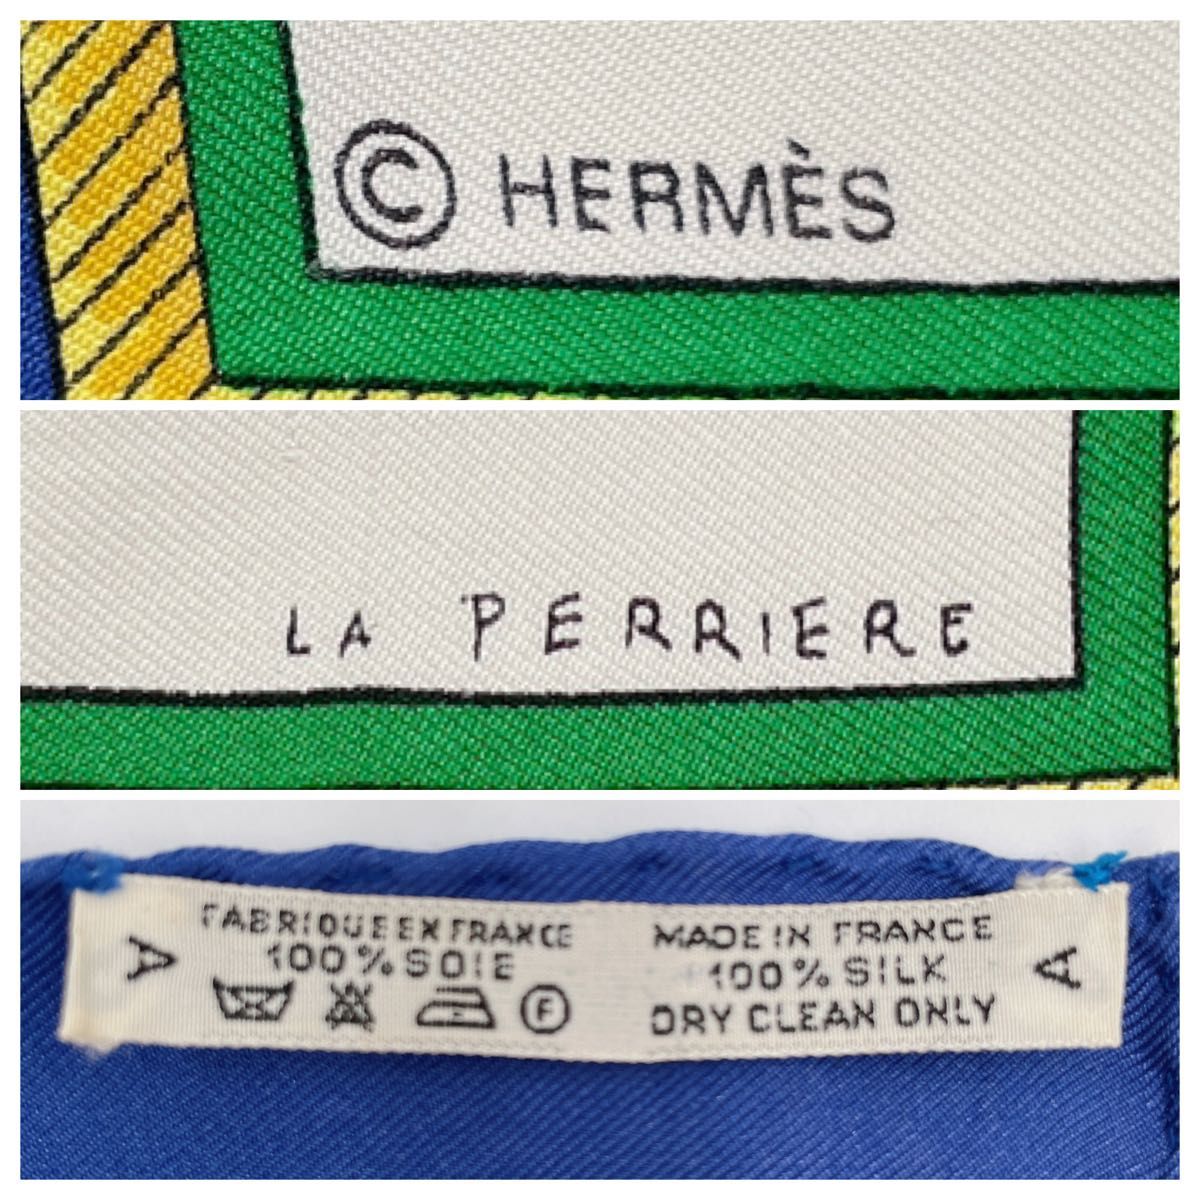 © HERMÈS
LA PERRIERE
A
FABRIQUE EN FRANCE
100% SOIE
F
MADE IN FRANCE
100% SILK
DRY CLEAN ONLY
A